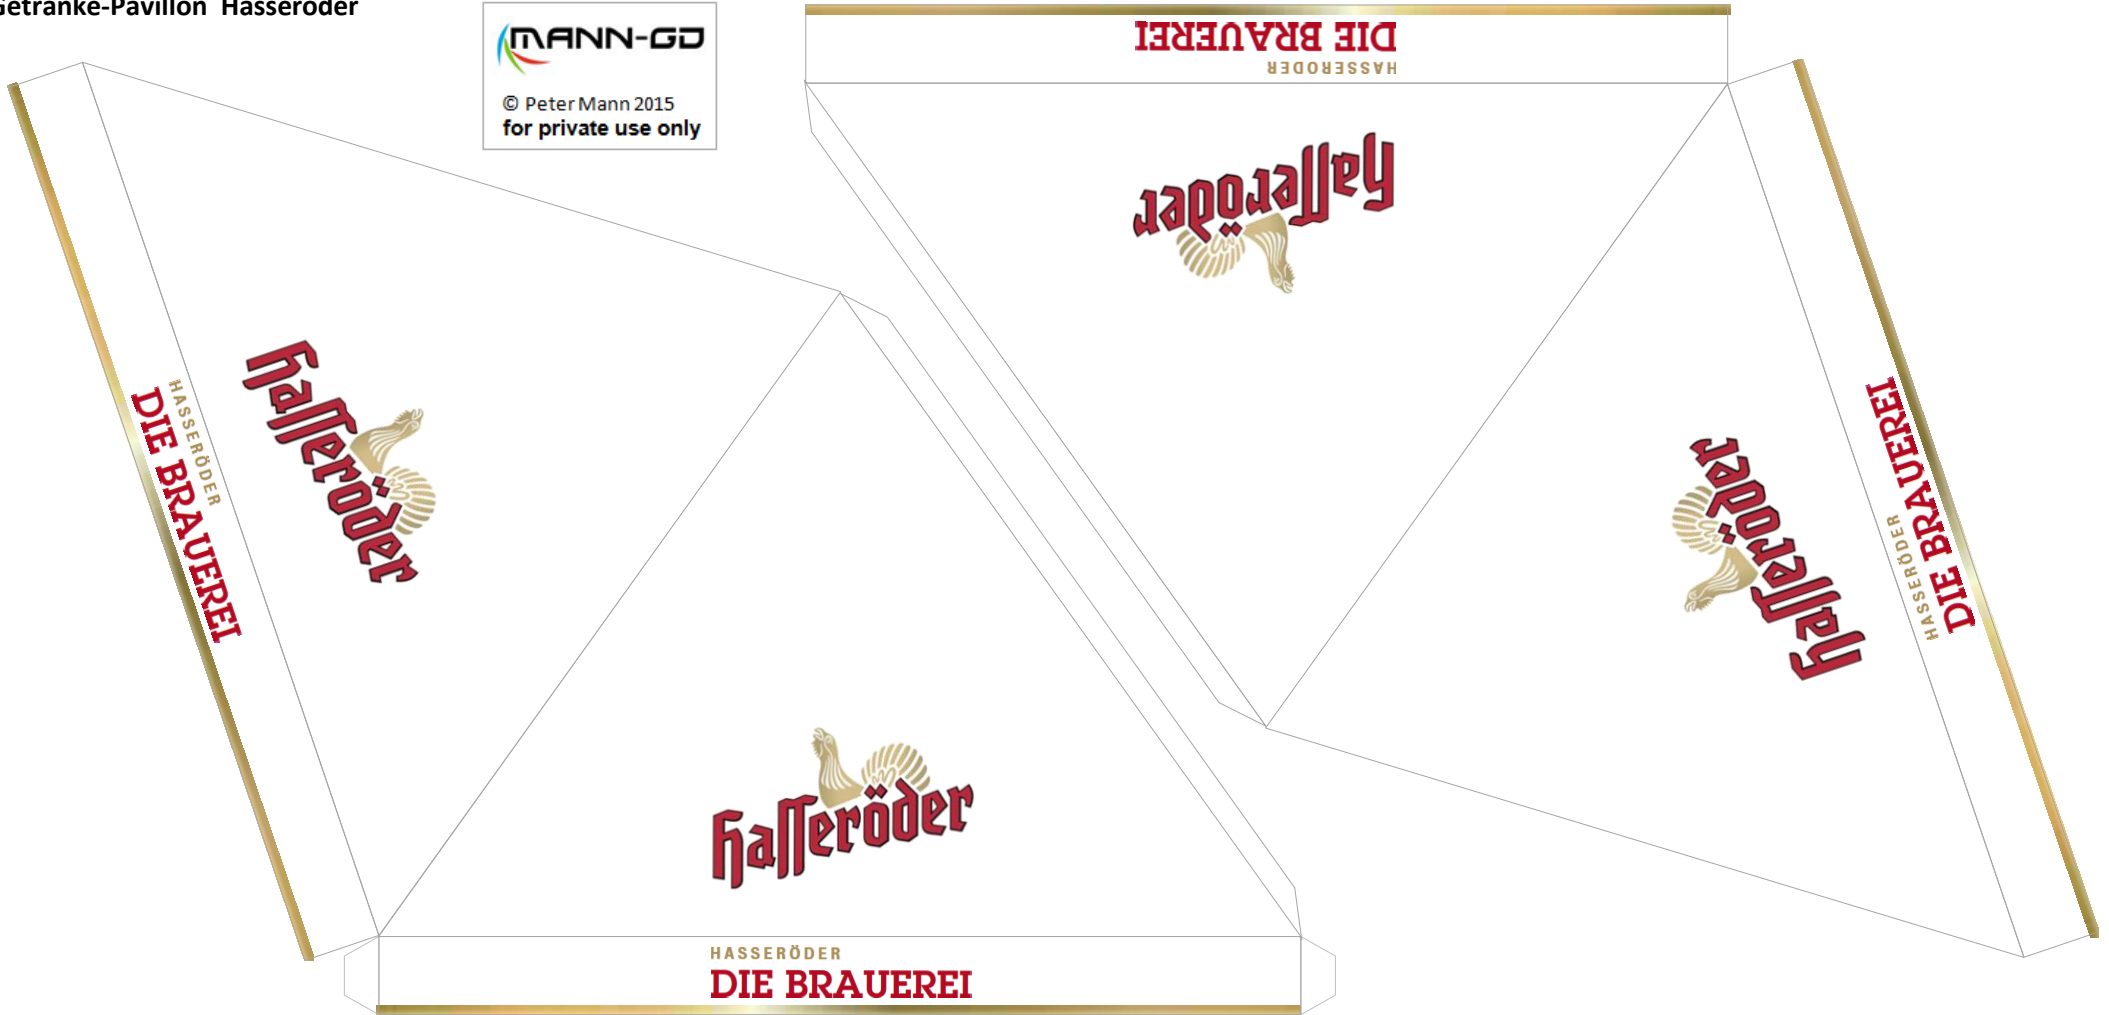 Getränke-Pavillon Hasseröder
MANN-GD
© Peter Mann 2015
for private use only
HASSERÖDER
DIE BRAUEREI
Hasseröder
HASSERÖDER
DIE BRAUEREI
Hasseröder
HASSERÖDER
DIE BRAUEREI
Hasseröder
Hasseröder
HASSERÖDER
DIE BRAUEREI